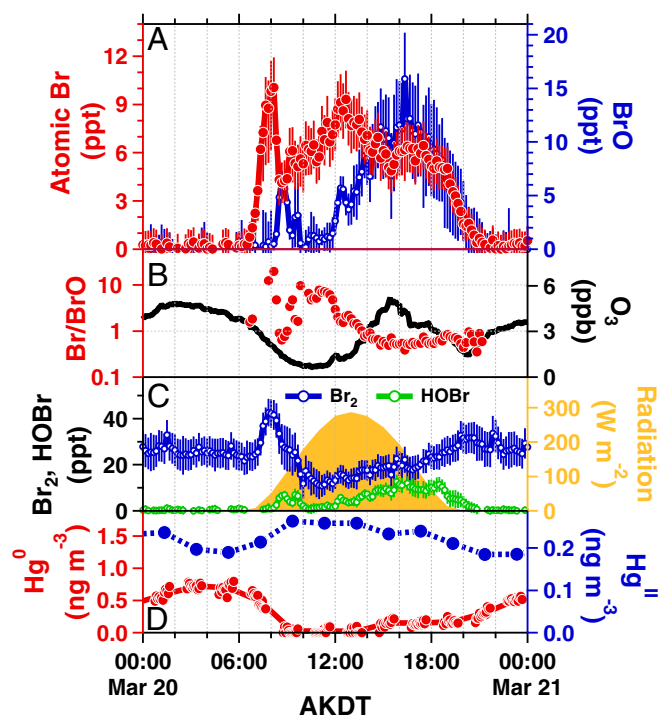 A
12
9
6
3
0
Atomic Br
(ppt)
20
15
10
5
0
BrO
(ppt)
B
10
1
0.1
Br/BrO
6
3
0
O3
(ppb)
C
Br2 HOBr
40
20
0
Br2, HOBr
(ppt)
300
200
100
0
Radiation
(W m-2)
1.5
1.0
0.5
0.0
Hg0
(ng m-3)
D
0.2
0.1
0.0
HgII
(ng m-3)
00:00 06:00 12:00 18:00 00:00
Mar 20 Mar 21
AKDT